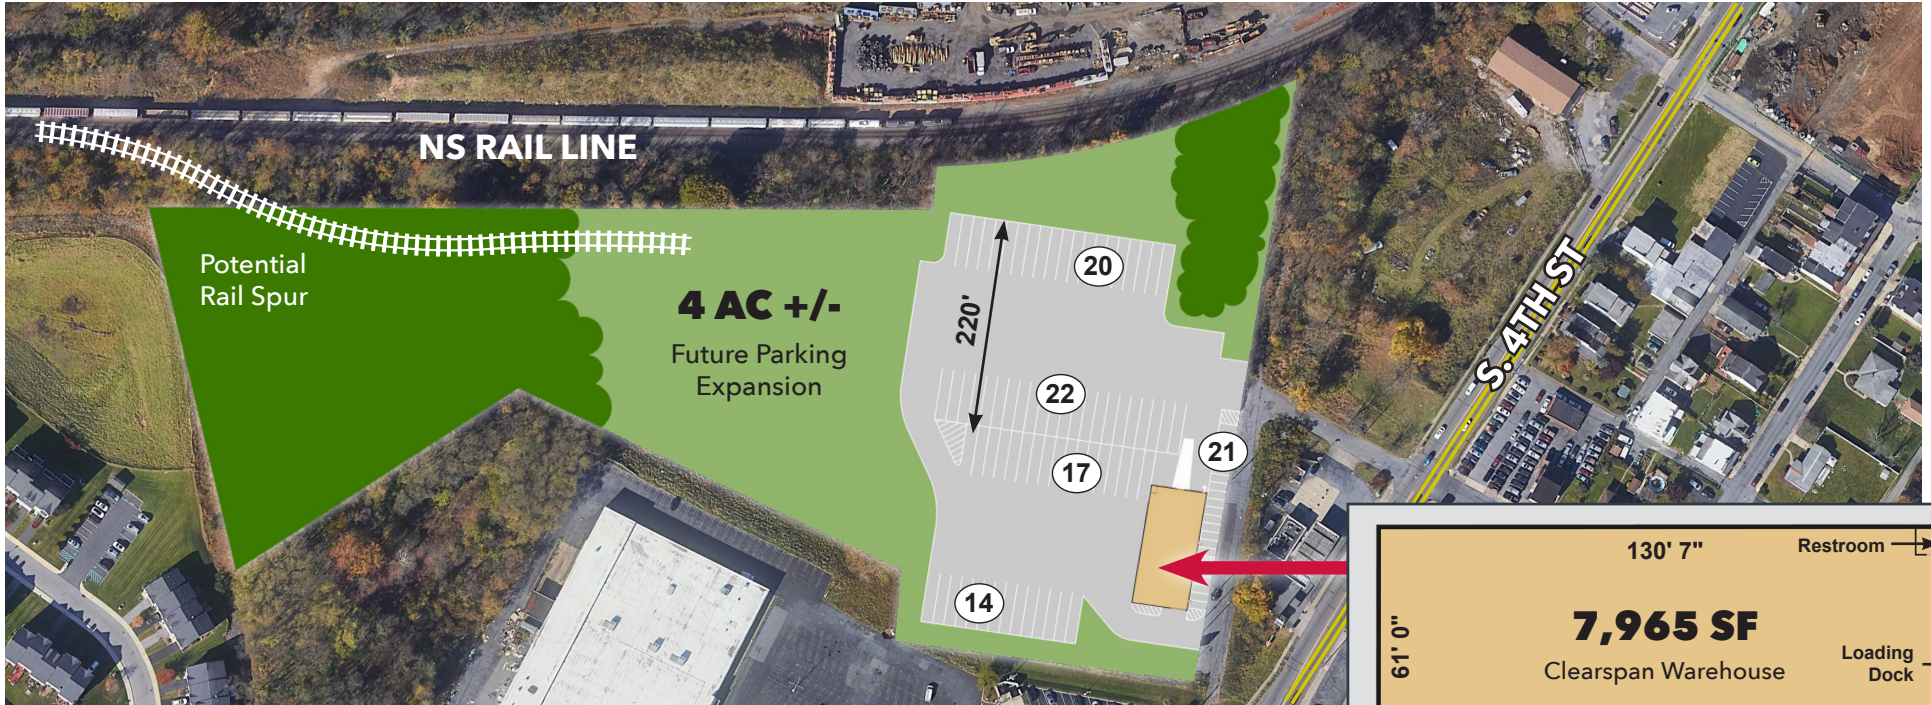 NS RAIL LINE
Potential
Rail Spur
4 AC +/-
Future Parking
Expansion
220'
20
22
17
21
14
S. 4TH ST
130' 7"
Restroom
61' 0"
7,965 SF
Clearspan Warehouse
Loading
Dock